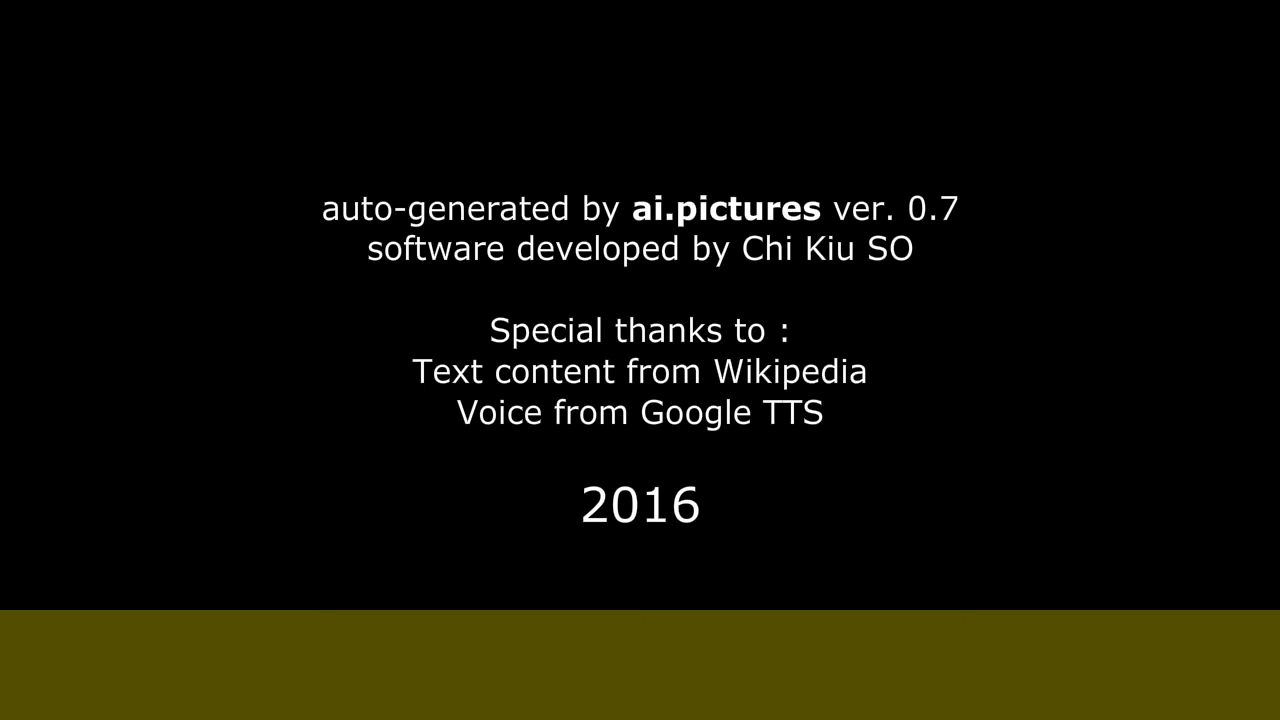 auto-generated by ai.pictures ver. 0.7
software developed by Chi Kiu SO
Special thanks to :
Text content from Wikipedia
Voice from Google TTS
2016